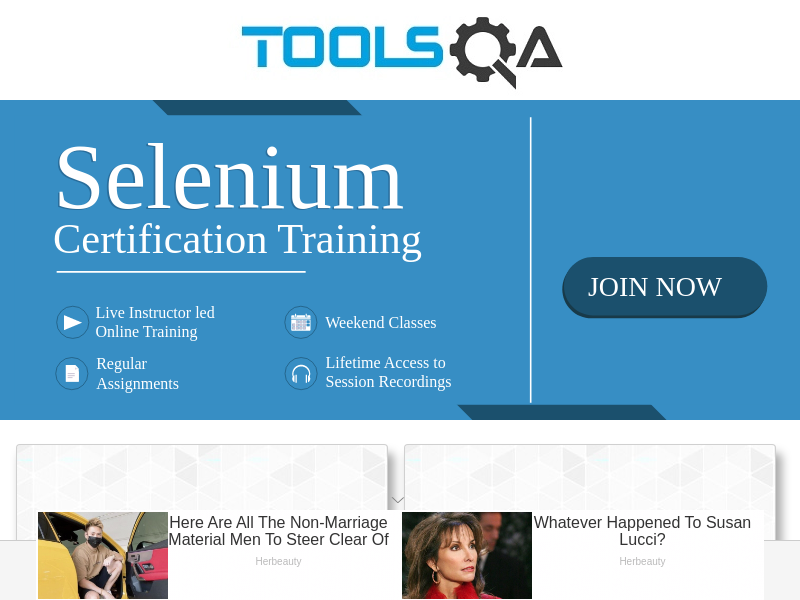 TOOLSQA
Selenium
Certification Training
Live Instructor led
Online Training
Weekend Classes
Regular
Assignments
Lifetime Access to
Session Recordings
JOIN NOW
Here Are All The Non-Marriage
Material Men To Steer Clear Of
Herbeauty
Whatever Happened To Susan
Lucci?
Herbeauty